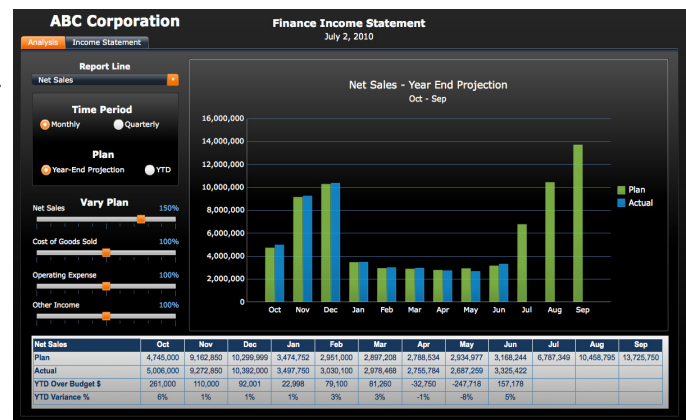 ABC Corporation
Finance Income Statement
July 2, 2010
Analysis Income Statement
Report Line
Net Sales
Time Period
Monthly Quarterly
Plan
Year-End Projection YTD
Vary Plan
Net Sales 150%
Cost of Goods Sold 100%
Operating Expense 100%
Other Income 100%
Net Sales - Year End Projection
Oct - Sep
16,000,000
14,000,000
12,000,000
10,000,000
8,000,000
6,000,000
4,000,000
2,000,000
0
Oct Nov Dec Jan Feb Mar Apr May Jun Jul Aug Sep
Plan
Actual
Net Sales Oct Nov Dec Jan Feb Mar Apr May Jun Jul Aug Sep
Plan 4,745,000 9,162,850 10,299,999 3,474,752 2,951,000 2,897,208 2,788,534 2,934,977 3,168,244 6,787,349 10,458,795 13,725,750
Actual 5,006,000 9,272,850 10,392,000 3,497,750 3,030,100 2,978,468 2,755,784 2,687,259 3,325,422
YTD Over Budget $ 261,000 110,000 92,001 22,998 79,100 81,260 -32,750 -247,718 157,178
YTD Variance % 6% 1% 1% 1% 3% 3% -1% -8% 5%